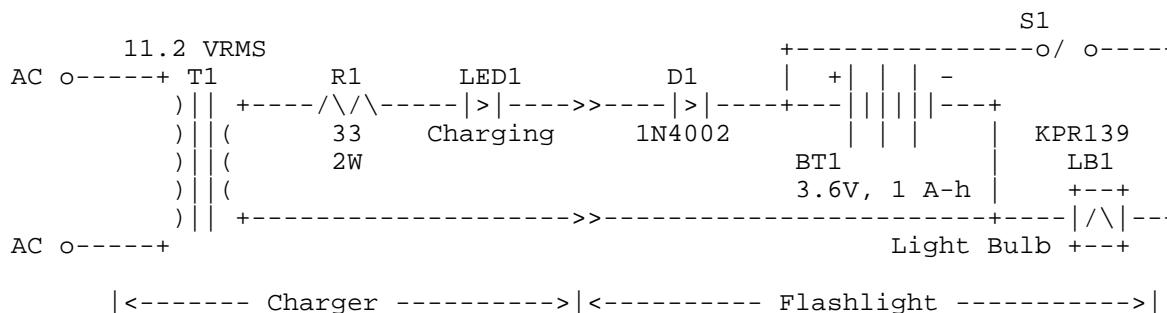 S1
11.2 VRMS +---------------o/ o-----
AC o-----+ T1 R1 LED1 D1 | +| | | -
)|| +----/\/\-----|>|---->>-----|>|----+---||||||---+
)||( 33 Charging 1N4002 | | | | KPR139
)||( 2W BT1 | LB1
)||( 3.6V, 1 A-h | +--+
)|| +------------------>>--------------------------+----|/\|---
AC o-----+ Light Bulb +--+
|<------- Charger ---------->|<---------- Flashlight ----------->|